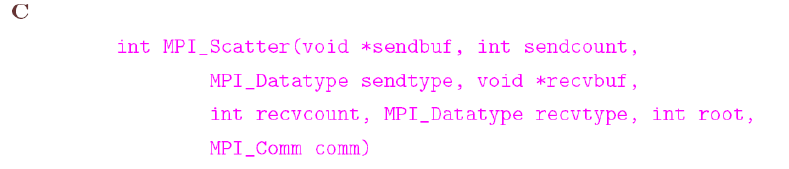 C
int MPI_Scatter(void *sendbuf, int sendcount,
MPI_Datatype sendtype, void *recvbuf,
int recvcount, MPI_Datatype recvtype, int root,
MPI_Comm comm)